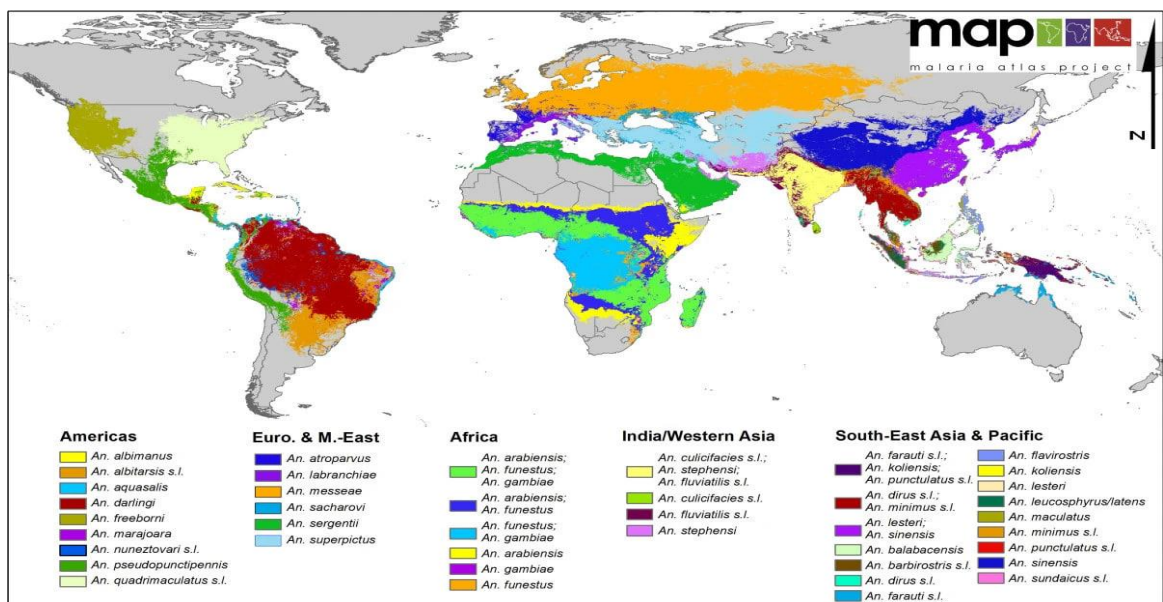 map
malaria atlas project
N
Americas
An. albimanus
An. albitarsis s.l.
An. aquasalis
An. darlingi
An. freeborni
An. marajoara
An. nuneztovari s.l.
An. pseudopunctipennis
An. quadrimaculatus s.l.
Euro. & M.-East
An. atroparvus
An. labranchiae
An. messeae
An. sacharovi
An. sergentii
An. superpictus
Africa
An. arabiensis;
An. funestus;
An. gambiae
An. arabiensis;
An. funestus
An. funestus;
An. gambiae
An. arabiensis
An. gambiae
An. funestus
India/Western Asia
An. culicifacies s.l.;
An. stephensi;
An. fluviatilis s.l.
An. culicifacies s.l.
An. fluviatilis s.l.
An. stephensi
South-East Asia & Pacific
An. farauti s.l.;
An. koliensis;
An. punctulatus s.l.
An. dirus s.l.;
An. minimus s.l.
An. lesteri;
An. sinensis
An. balabacensis
An. barbirostris s.l.
An. dirus s.l.
An. farauti s.l.
An. flavirostris
An. koliensis
An. lesteri
An. leucosphyrus/latens
An. maculatus
An. minimus s.l.
An. punctulatus s.l.
An. sinensis
An. sundaicus s.l.